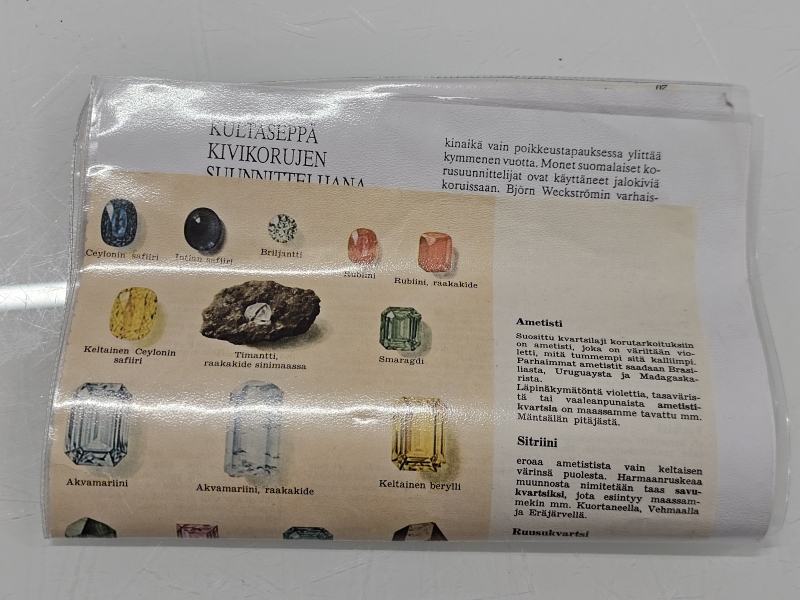 KULTASEPPÄ
KIVIKORUJEN
SUUNNITTELIJANA
kinaikä vain poikkeustapauksessa ylittää
kymmenen vuotta. Monet suomalaiset ko-
rusuunnittelijat ovat käyttäneet jalokiviä
koruissaan. Björn Weckströmin varhais-
Ceylonin safiiri
Intian safiiri
Briljantti
Rubiini
Rubiini, raakakide
Keltainen Ceylonin
safiiri
Timantti,
raakakide sinimaassa
Smaragdi
Akvamariini
Akvamariini, raakakide
Keltainen berylli
Ametisti
Suosittu kvartsilaji korutarkoituksiin
on ametisti, joka on väriltään vio-
letti, mitä tummempi sitä kalliimpi.
Parhaimmat ametistit saadaan Brasi-
liasta, Uruguaysta ja Madagaska-
rista.
Läpinäkymätöntä violettia, tasaväris-
tä tai vaaleanpunaista ametisti-
kvartsia on maassamme tavattu mm.
Mäntsälän pitäjästä.
Sitriini
eroaa ametistista vain keltaisen
värinsä puolesta. Harmaanruskeaa
muunnosta nimitetään taas savu-
kvartsiksi, jota esiintyy maassam-
mekin mm. Kuortaneella, Vehmaalla
ja Eräjärvellä.
Ruusukvartsi